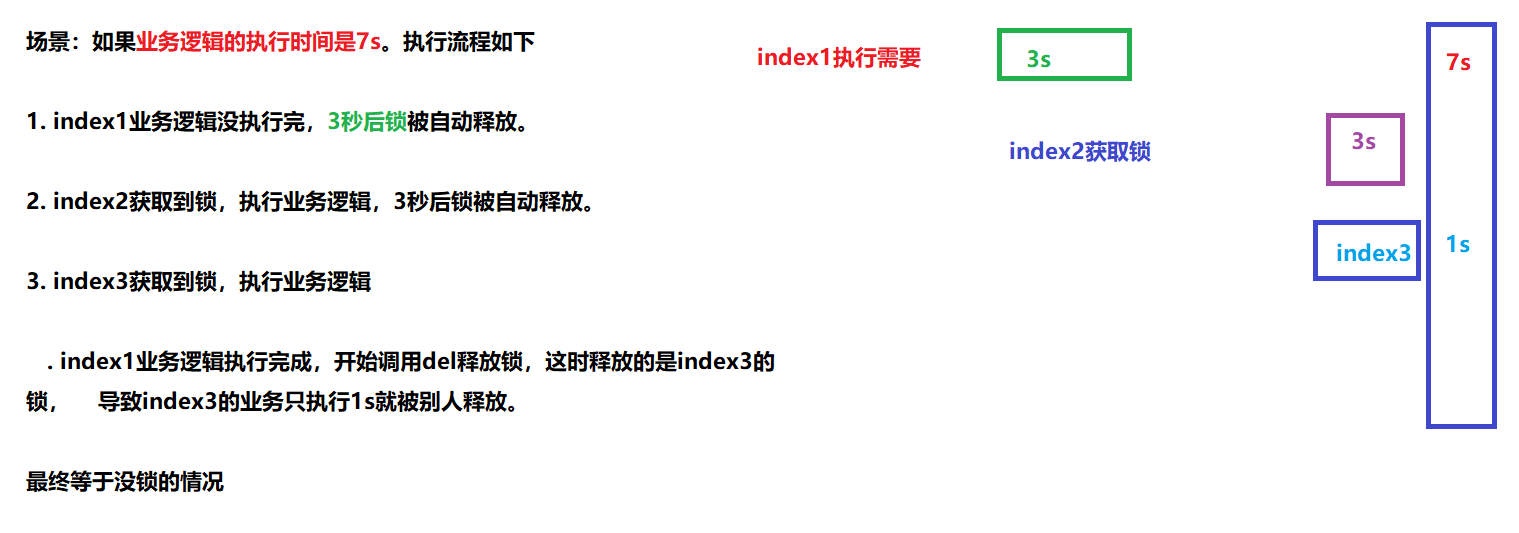 场景：如果业务逻辑的执行时间是7s。执行流程如下
1. index1业务逻辑没执行完，3秒后锁被自动释放。
2. index2获取到锁，执行业务逻辑，3秒后锁被自动释放。
3. index3获取到锁，执行业务逻辑
. index1业务逻辑执行完成，开始调用del释放锁，这时释放的是index3的
锁， 导致index3的业务只执行1s就被别人释放。
最终等于没锁的情况
index1执行需要
3s
7s
index2获取锁
3s
index3
1s